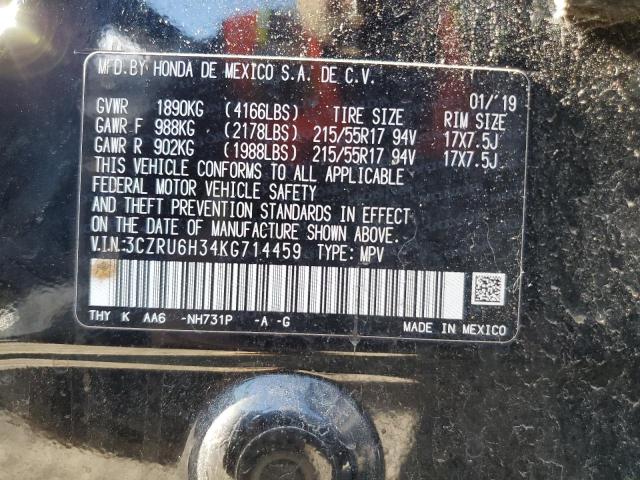 MFD.BY HONDA DE MEXICO S.A. DE C.V.
01/'19
GVWR 1890KG (4166LBS) TIRE SIZE RIM SIZE
GAWR F 988KG (2178LBS) 215/55R17 94V 17X7.5J
GAWR R 902KG (1988LBS) 215/55R17 94V 17X7.5J
THIS VEHICLE CONFORMS TO ALL APPLICABLE
FEDERAL MOTOR VEHICLE SAFETY
AND THEFT PREVENTION STANDARDS IN EFFECT
ON THE DATE OF MANUFACTURE SHOWN ABOVE.
V.I.N.:3CZRU6H34KG714459 TYPE: MPV
THY K AA6 -NH731P -A -G
MADE IN MEXICO